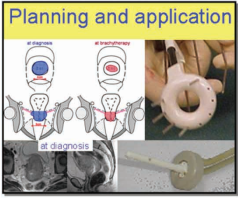 Planning and application
at diagnosis
at brachytherapy
at diagnosis